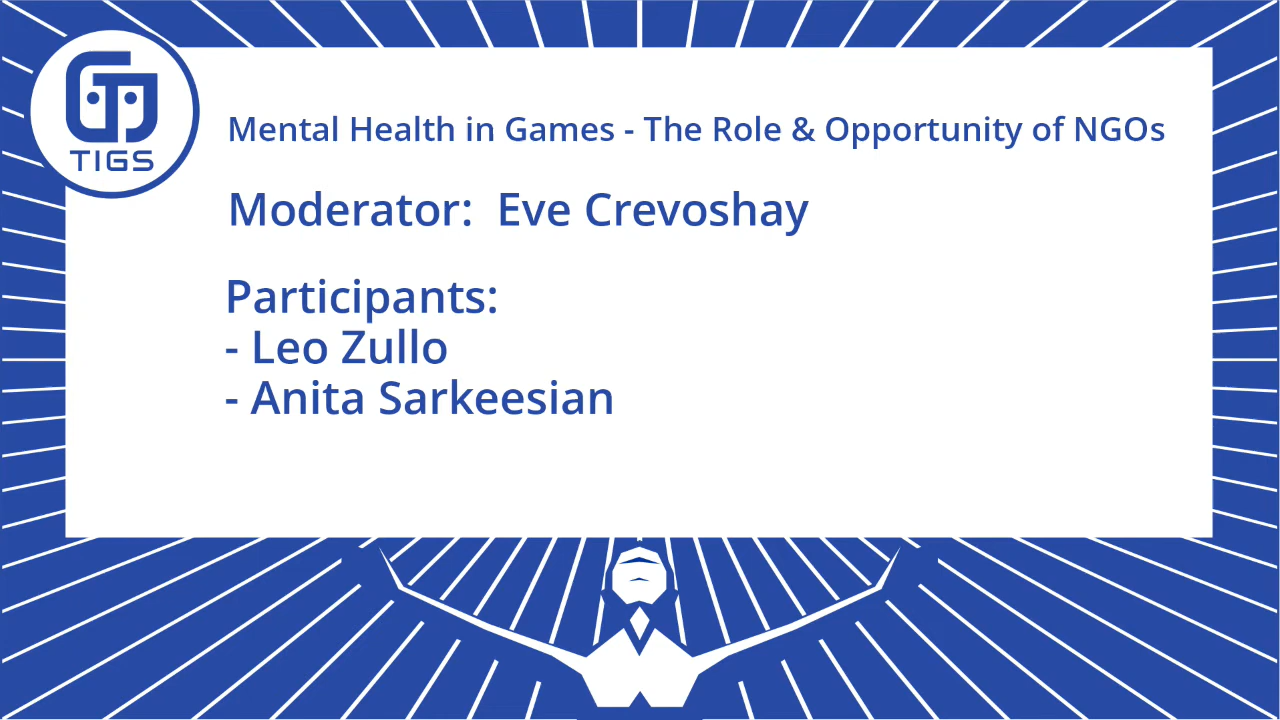 TIGS
Mental Health in Games - The Role & Opportunity of NGOs
Moderator:  Eve Crevoshay
Participants:
- Leo Zullo
- Anita Sarkeesian